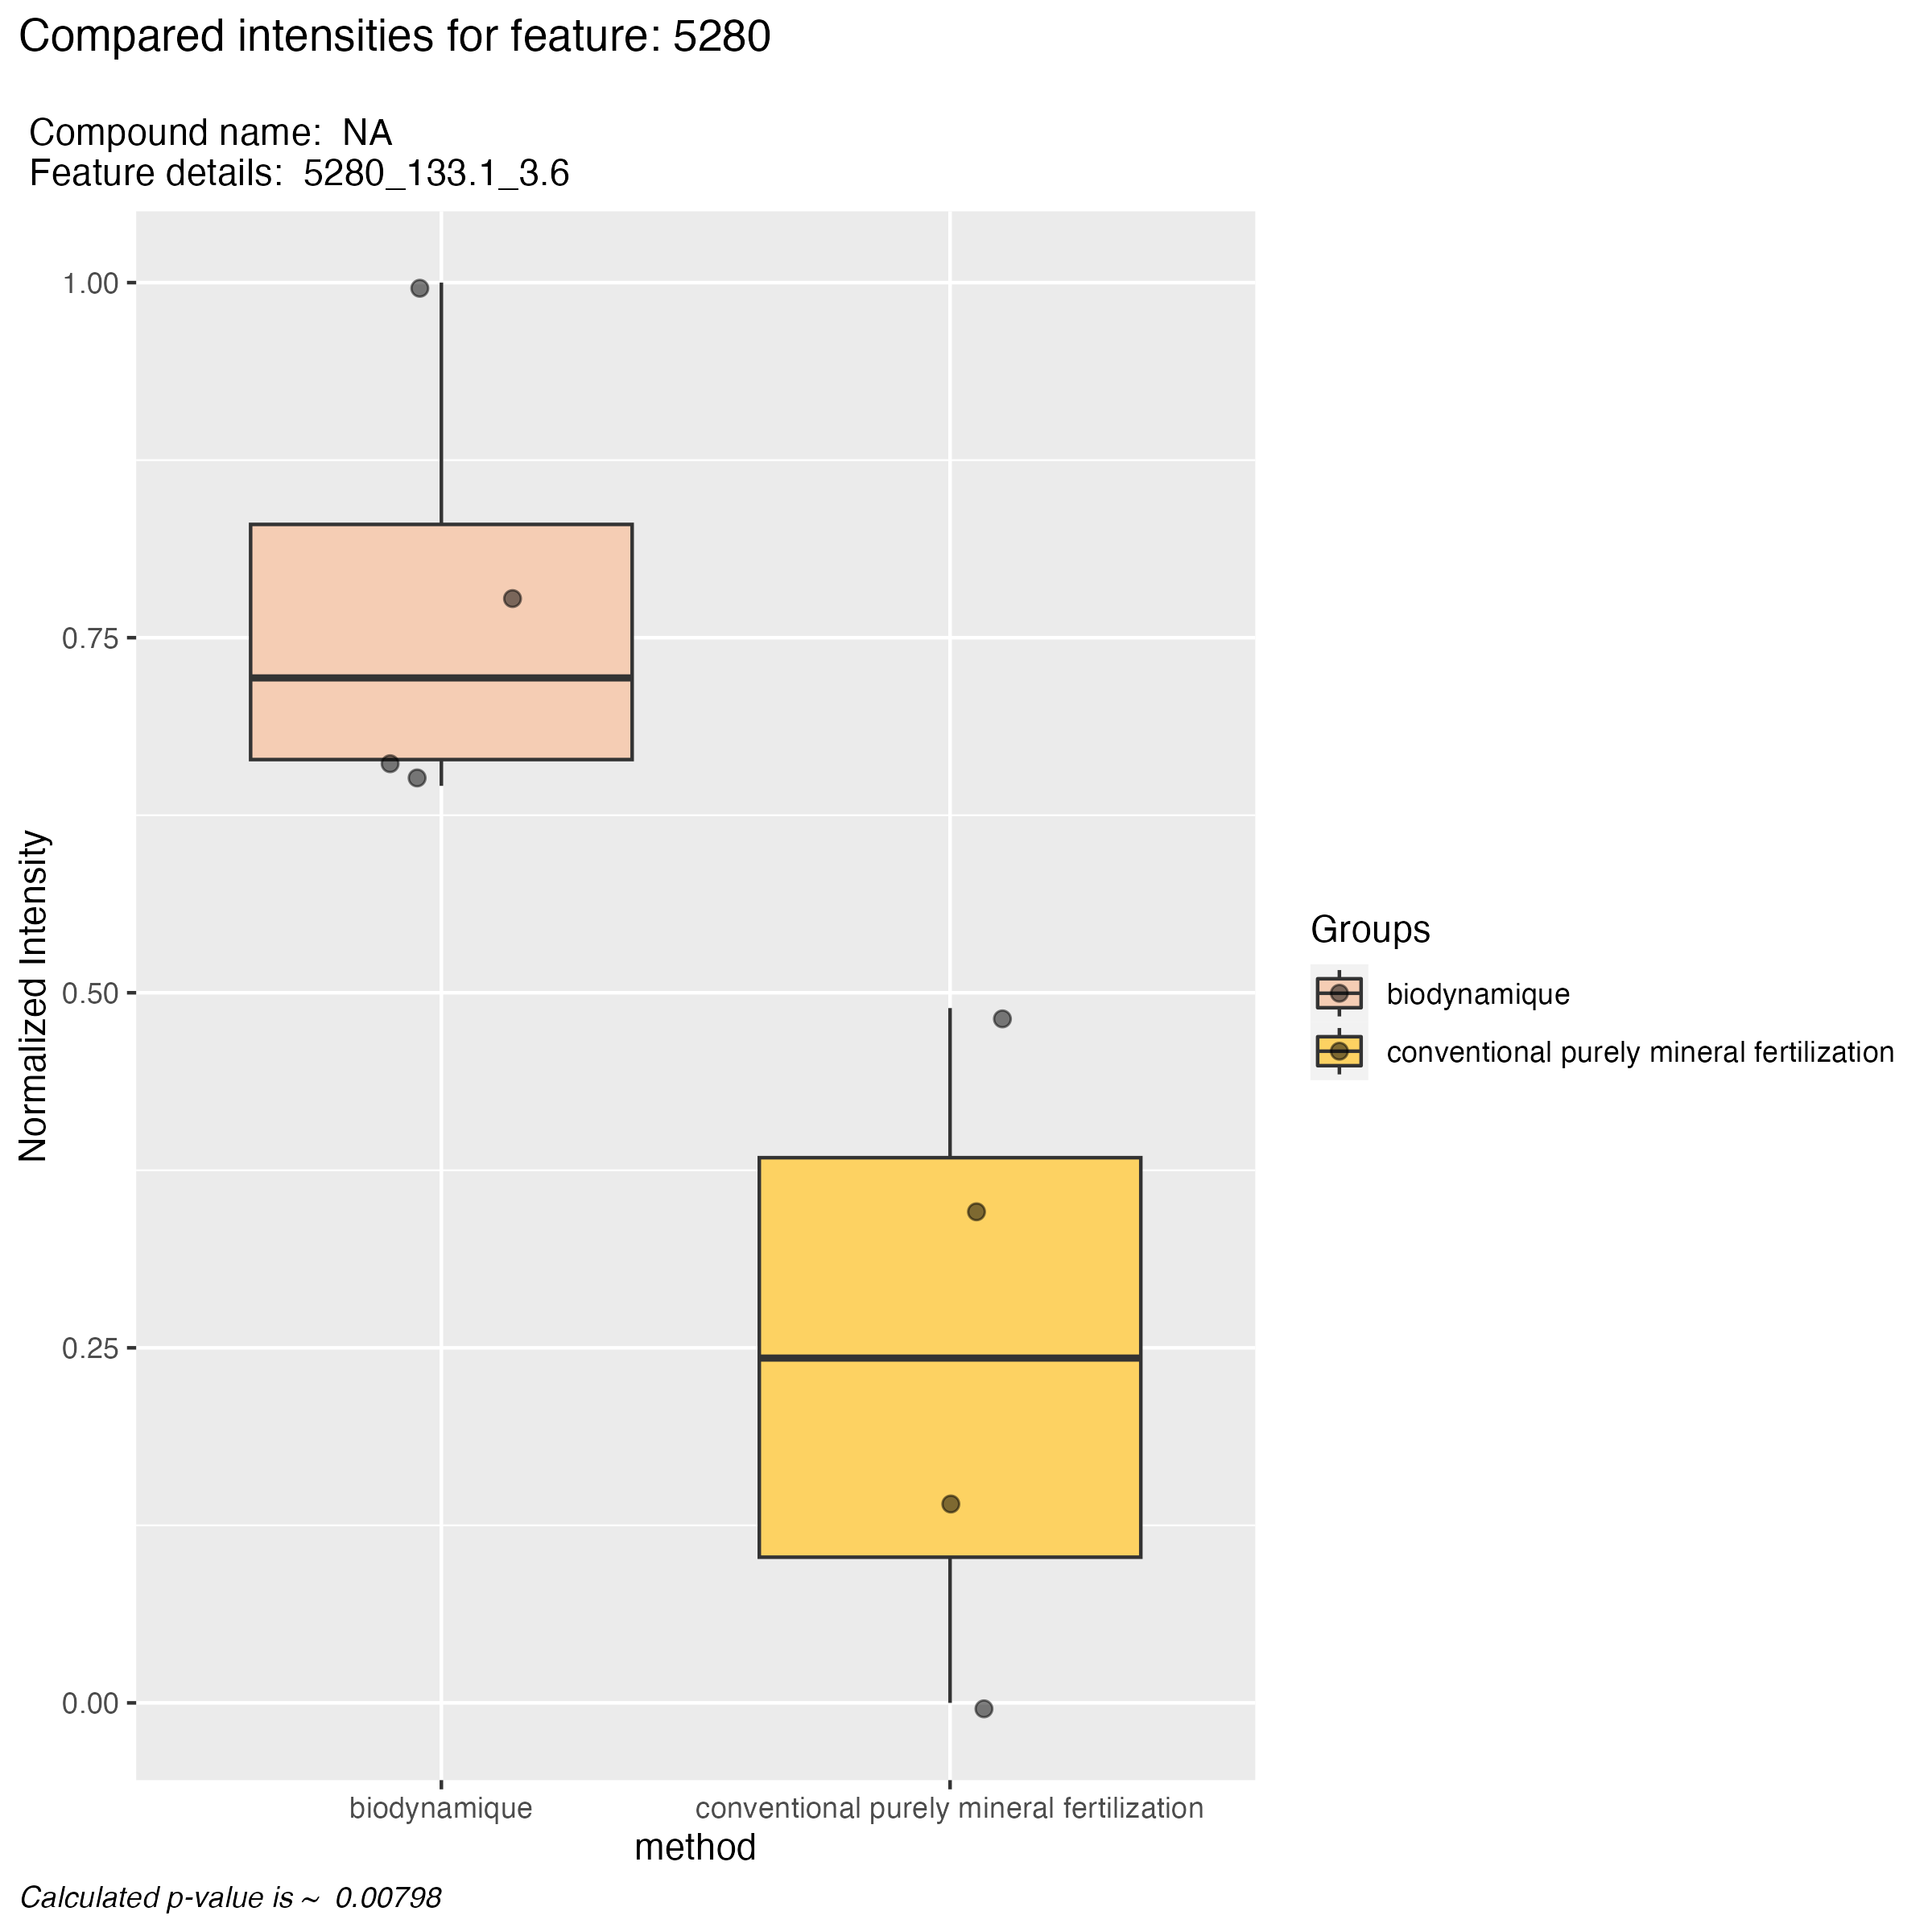 Compared intensities for feature: 5280
Compound name:  NA
Feature details:  5280_133.1_3.6
1.00
0.75
0.50
0.25
0.00
Normalized Intensity
biodynamique
conventional purely mineral fertilization
method
Groups
biodynamique
conventional purely mineral fertilization
Calculated p-value is ~  0.00798